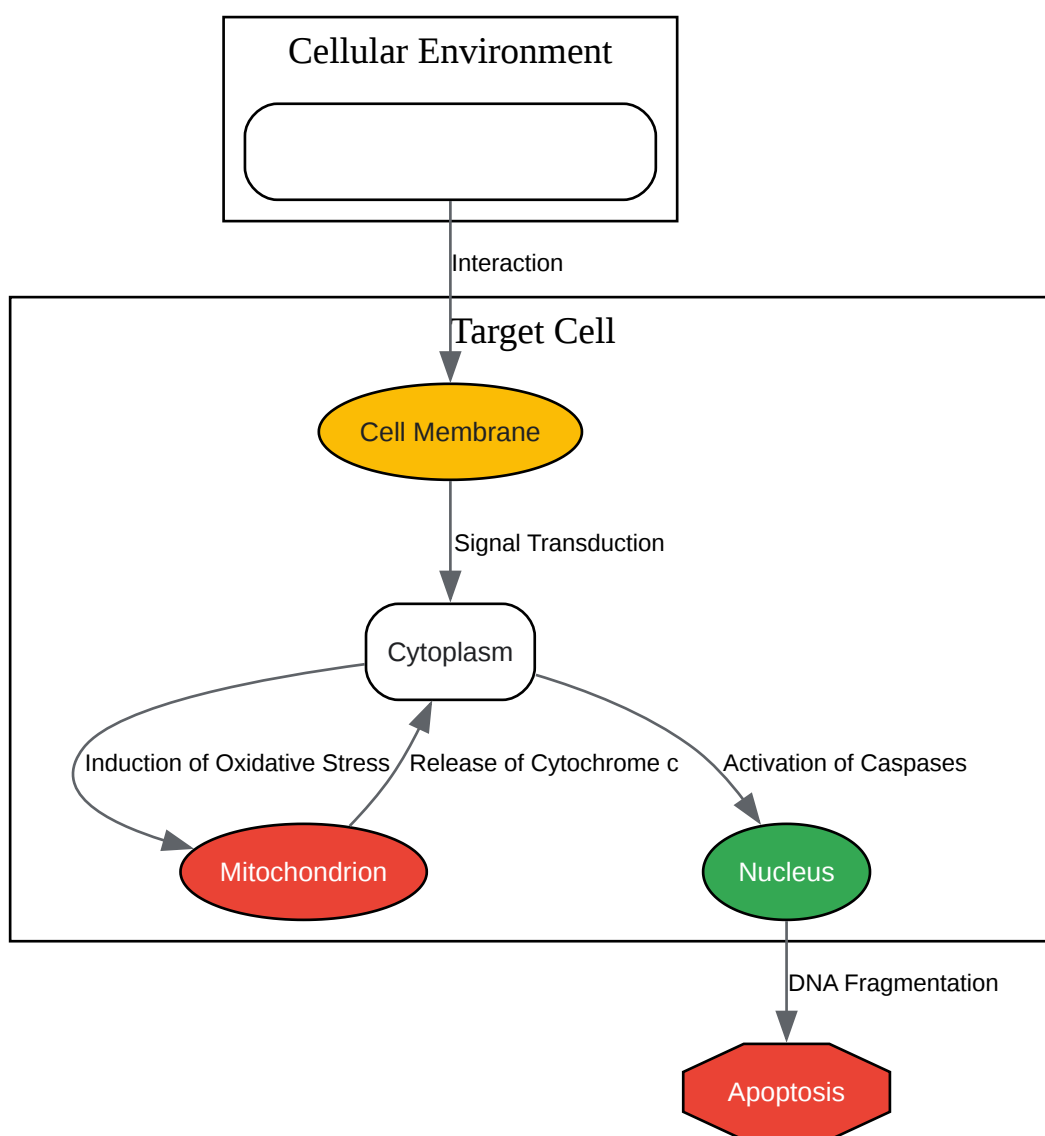 Cellular Environment
Interaction
Target Cell
Cell Membrane
Signal Transduction
Cytoplasm
Induction of Oxidative Stress
Release of Cytochrome c
Activation of Caspases
Mitochondrion
Nucleus
DNA Fragmentation
Apoptosis